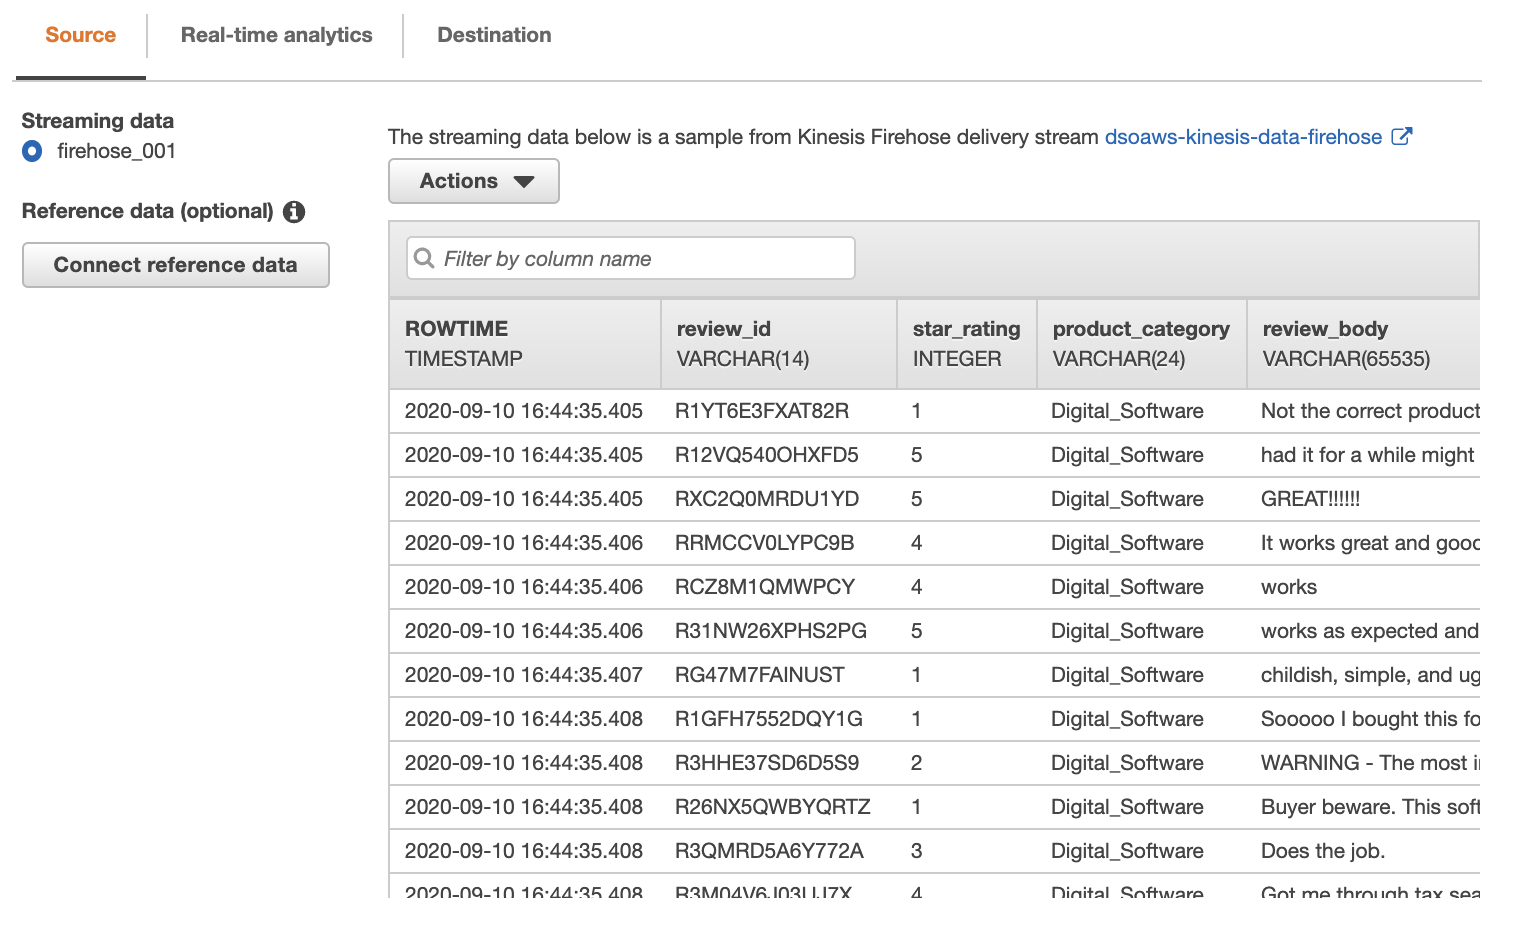 Source Real-time analytics Destination
Streaming data
firehose_001
Reference data (optional)
Connect reference data
The streaming data below is a sample from Kinesis Firehose delivery stream dsoaws-kinesis-data-firehose
Actions
Filter by column name
ROWTIME review_id star_rating product_category review_body
TIMESTAMP VARCHAR(14) INTEGER VARCHAR(24) VARCHAR(65535)
2020-09-10 16:44:35.405 R1YT6E3FXAT82R 1 Digital_Software Not the correct product
2020-09-10 16:44:35.405 R12VQ540OHXFD5 5 Digital_Software had it for a while might
2020-09-10 16:44:35.405 RXC2Q0MRDU1YD 5 Digital_Software GREAT!!!!!!
2020-09-10 16:44:35.406 RRMCCV0LYPC9B 4 Digital_Software It works great and good
2020-09-10 16:44:35.406 RCZ8M1QMWPCY 4 Digital_Software works
2020-09-10 16:44:35.406 R31NW26XPHS2PG 5 Digital_Software works as expected and
2020-09-10 16:44:35.407 RG47M7FAINUST 1 Digital_Software childish, simple, and ug
2020-09-10 16:44:35.408 R1GFH7552DQY1G 1 Digital_Software Sooooo I bought this fo
2020-09-10 16:44:35.408 R3HHE37SD6D5S9 2 Digital_Software WARNING - The most i
2020-09-10 16:44:35.408 R26NX5QWBYQRTZ 1 Digital_Software Buyer beware. This soft
2020-09-10 16:44:35.408 R3QMRD5A6Y772A 3 Digital_Software Does the job.
2020-09-10 16:44:35.408 4 Digital_Software Got me through tax sea